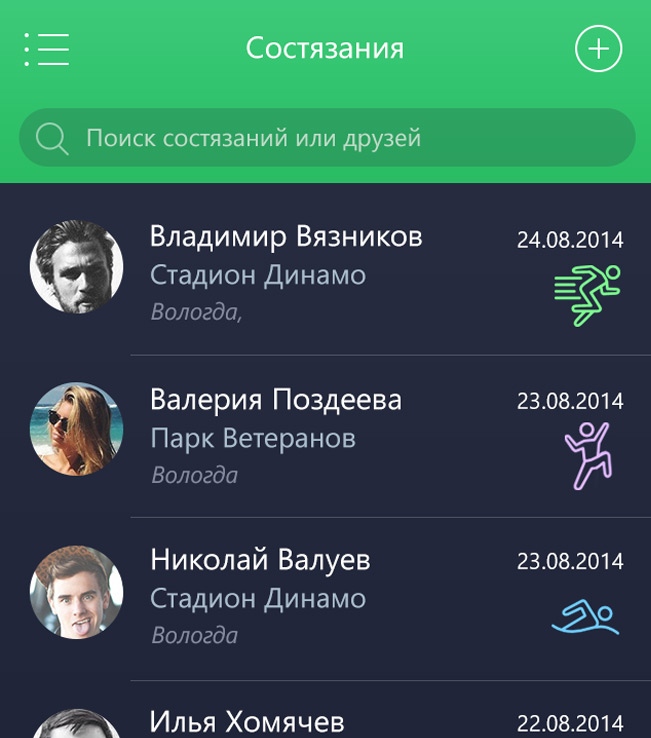 Состязания
Поиск состязаний или друзей
Владимир Вязников
24.08.2014
Стадион Динамо
Вологда,
Валерия Поздеева
23.08.2014
Парк Ветеранов
Вологда
Николай Валуев
23.08.2014
Стадион Динамо
Вологда
Илья Хомячев
22.08.2014